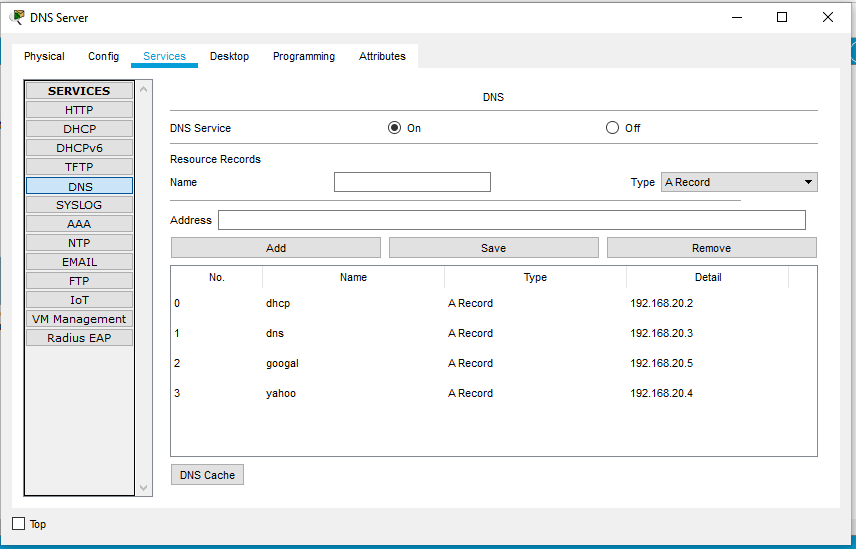 DNS Server
Physical Config Services Desktop Programming Attributes
SERVICES
HTTP
DHCP
DHCPv6
TFTP
DNS
SYSLOG
AAA
NTP
EMAIL
FTP
IoT
VM Management
Radius EAP
DNS
DNS Service On Off
Resource Records
Name Type A Record
Address
Add Save Remove
No. Name Type Detail
0 dhcp A Record 192.168.20.2
1 dns A Record 192.168.20.3
2 googal A Record 192.168.20.5
3 yahoo A Record 192.168.20.4
DNS Cache
Top